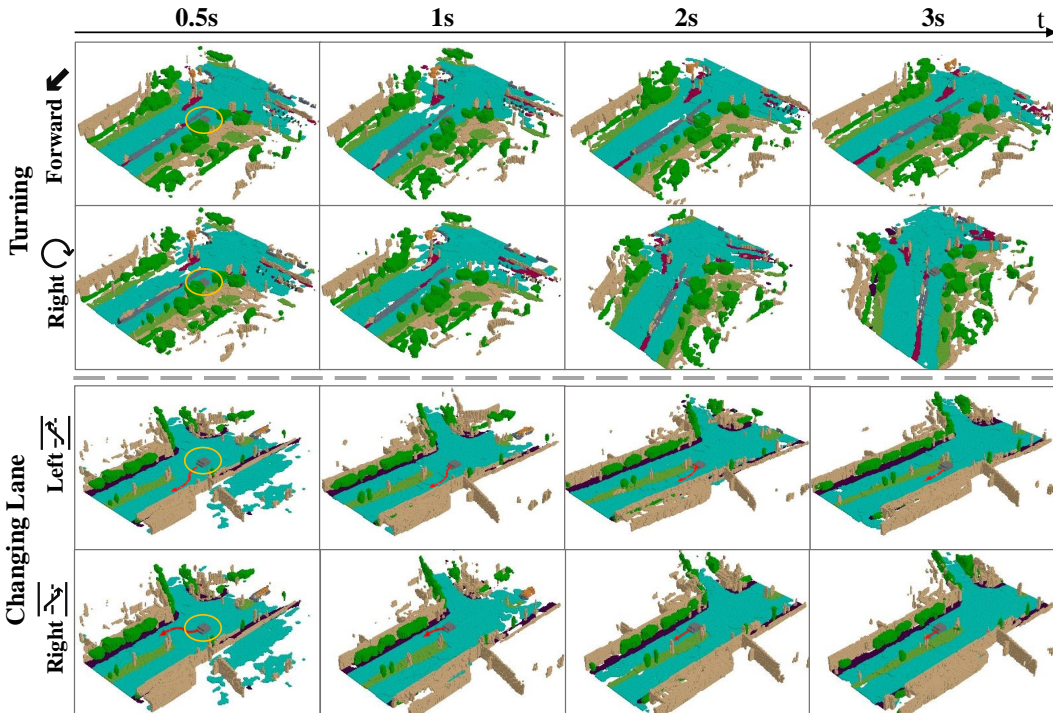 0.5s 1s 2s 3s t
Turning
Forward
Right
Changing Lane
Left
Right